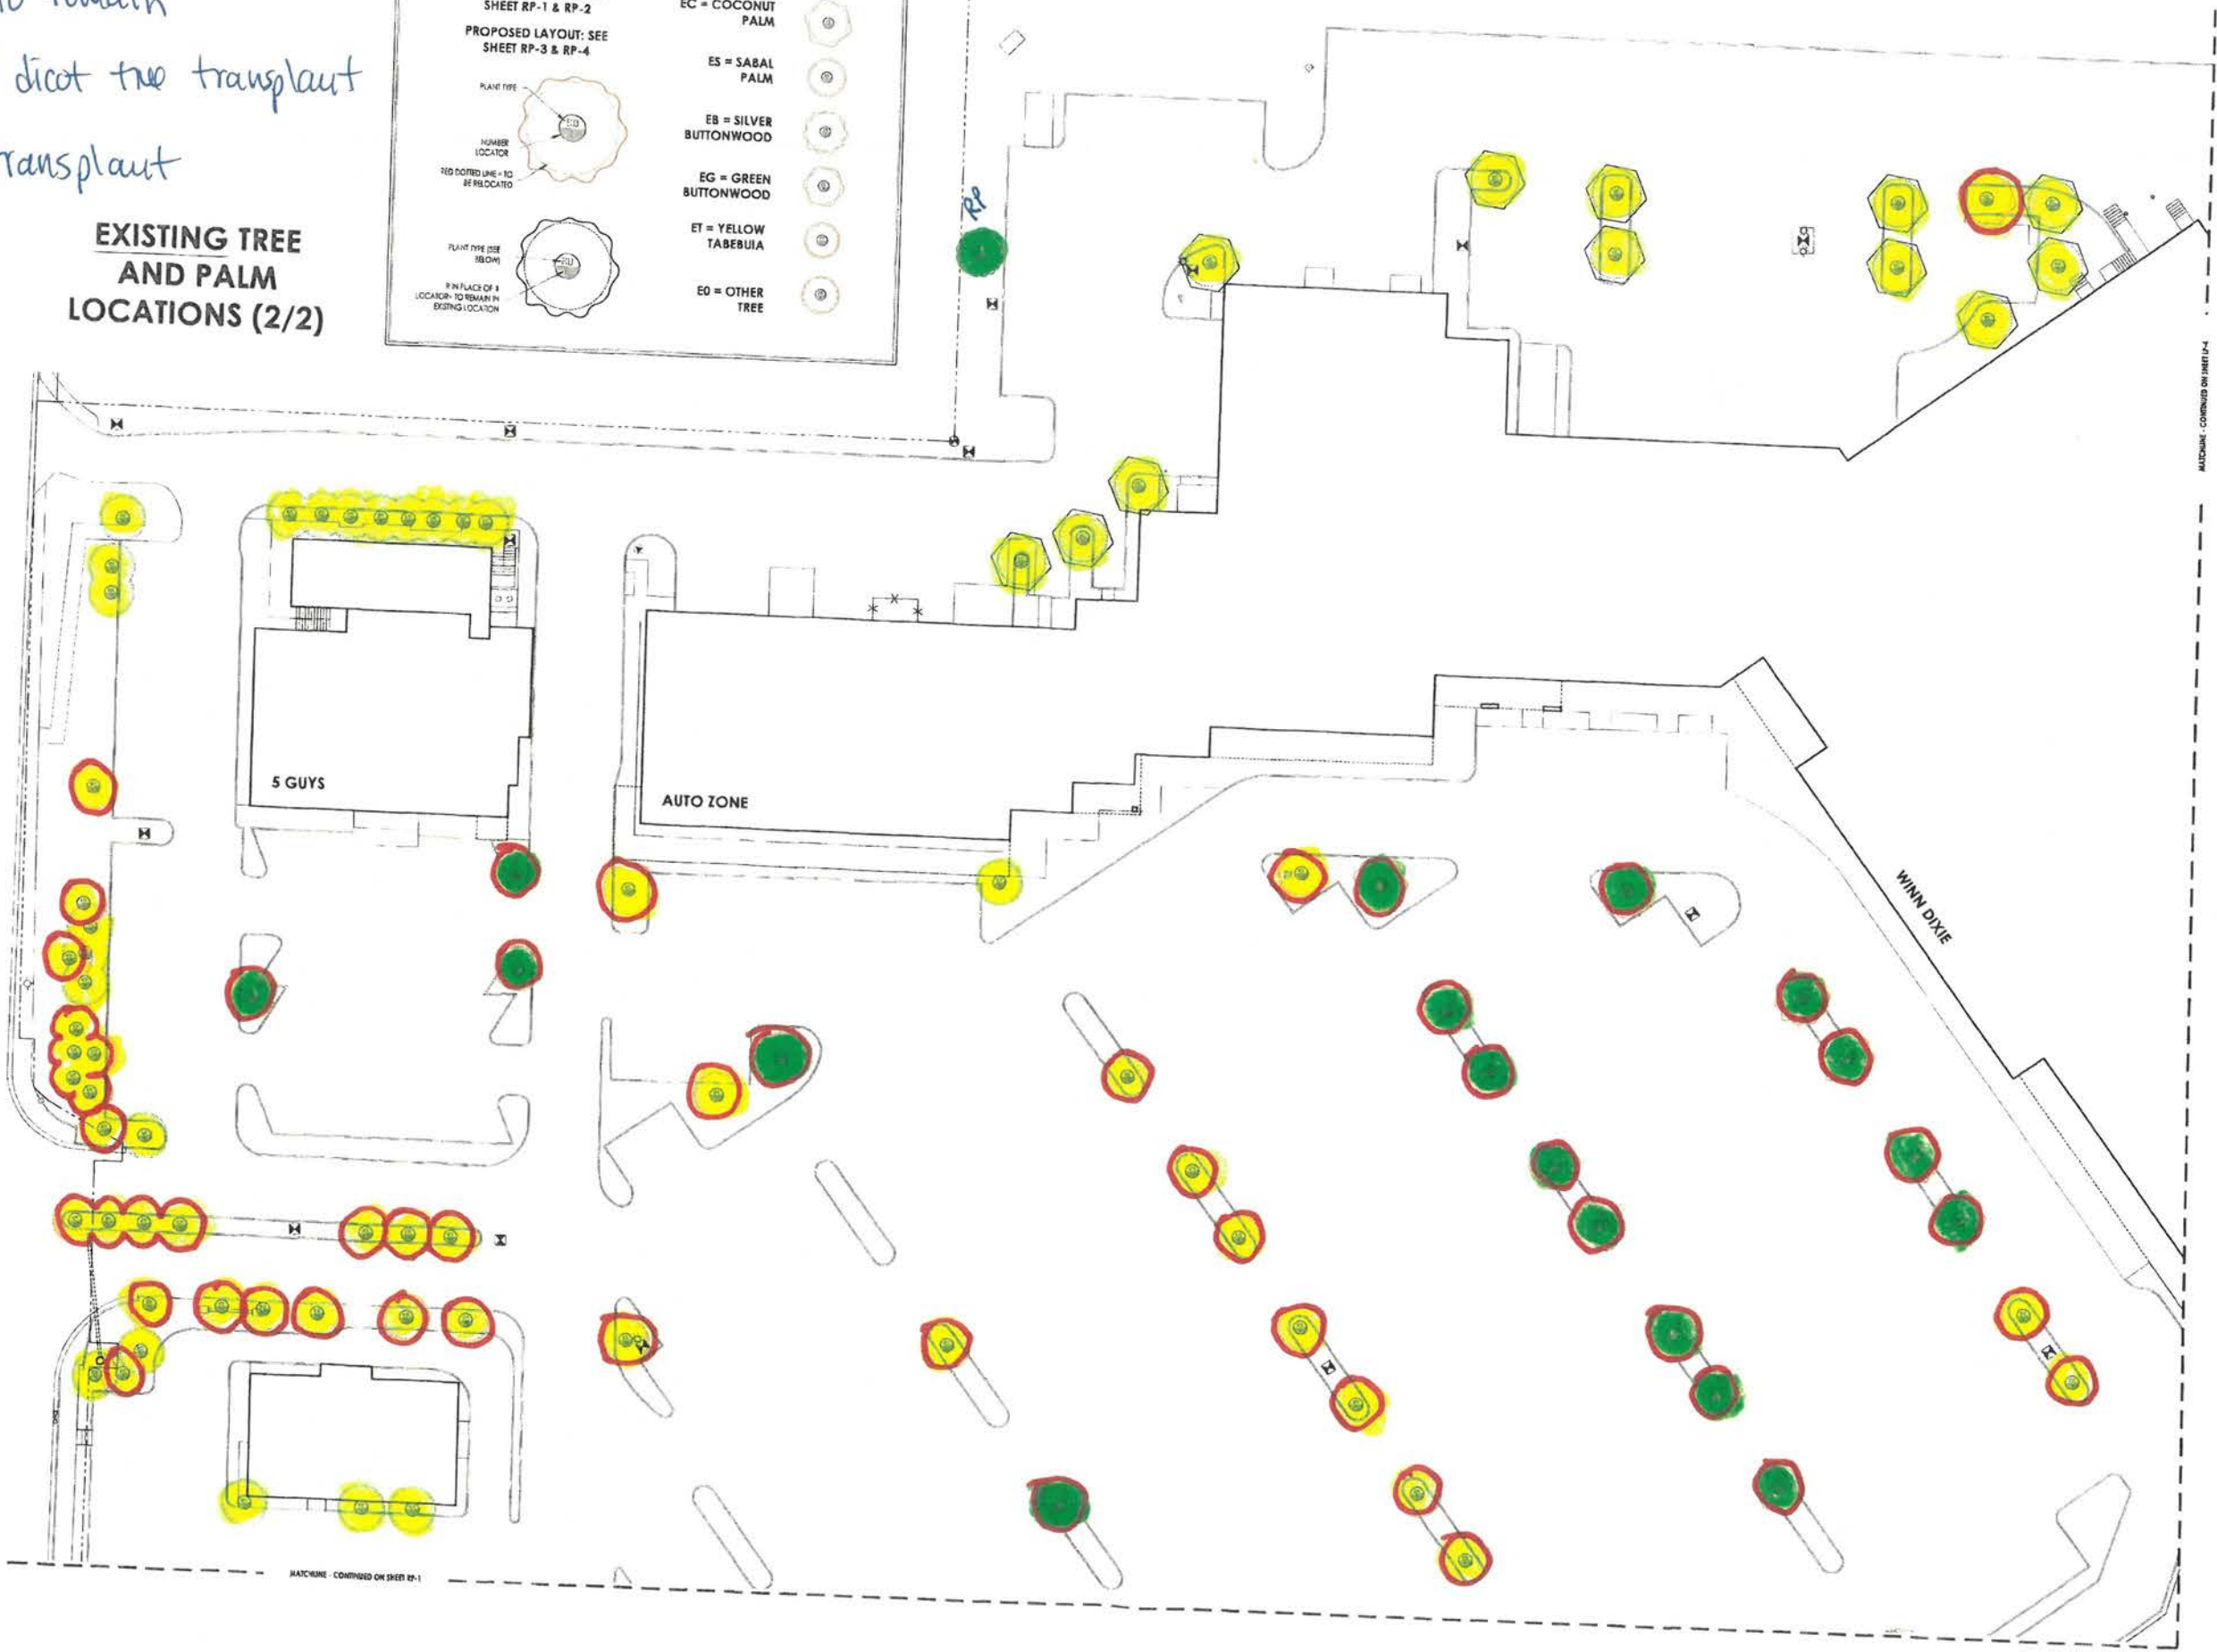 to remain
dicot tree transplant
transplant
EXISTING TREE
AND PALM
LOCATIONS (2/2)
SHEET RP-1 & RP-2
PROPOSED LAYOUT: SEE
SHEET RP-3 & RP-4
PLANT TYPE
NUMBER
LOCATOR
RED DOTTED LINE = TO
BE RELOCATED
PLANT TYPE (SEE
BELOW)
R IN PLACE OF #
LOCATOR= TO REMAIN IN
EXISTING LOCATION
EC = COCONUT
PALM
ES = SABAL
PALM
EB = SILVER
BUTTONWOOD
EG = GREEN
BUTTONWOOD
ET = YELLOW
TABEBUIA
E0 = OTHER
TREE
RP
5 GUYS
AUTO ZONE
WINN DIXIE
MATCHLINE - CONTINUED ON SHEET RP-1
MATCHLINE - CONTINUED ON SHEET